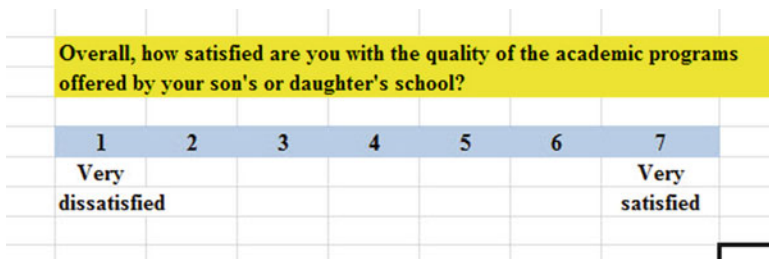 Overall, how satisfied are you with the quality of the academic programs
offered by your son's or daughter's school?
1 2 3 4 5 6 7
Very Very
dissatisfied satisfied